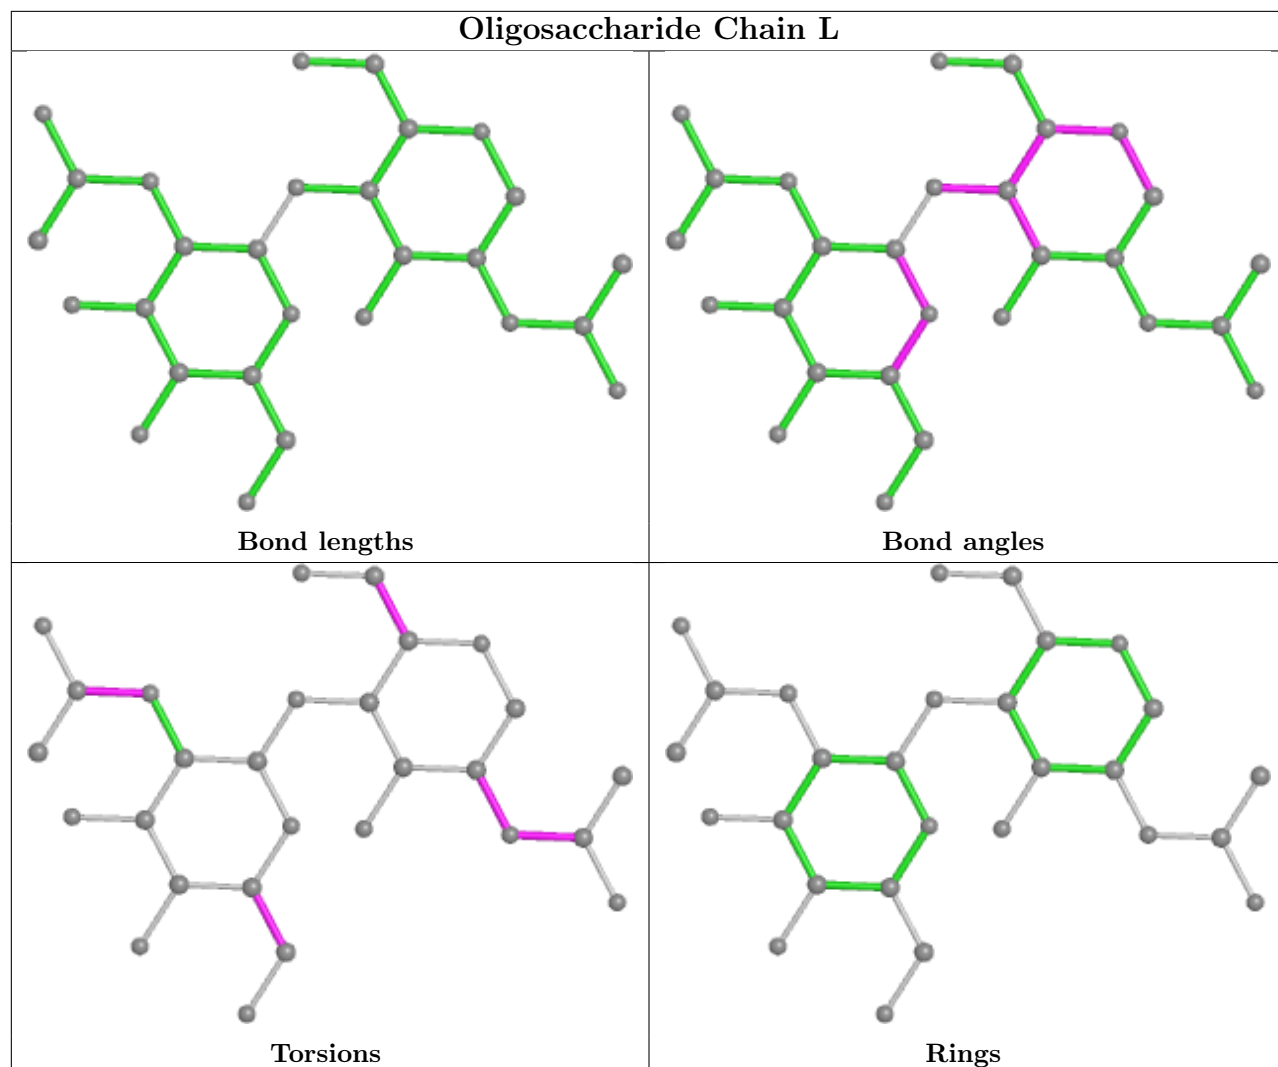 Oligosaccharide Chain L
Bond lengths
Bond angles
Torsions
Rings